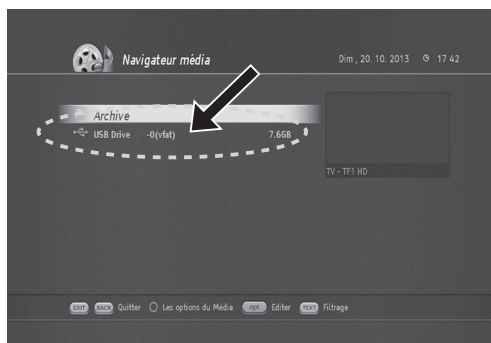 Navigateur média
Dim, 20. 10. 2013 17 42
Archive
USB Drive -0(vfat) 7.6GB
TV - TF1 HD
EXIT BACK Quitter Les options du Média opt Editer TEXT Filtrage